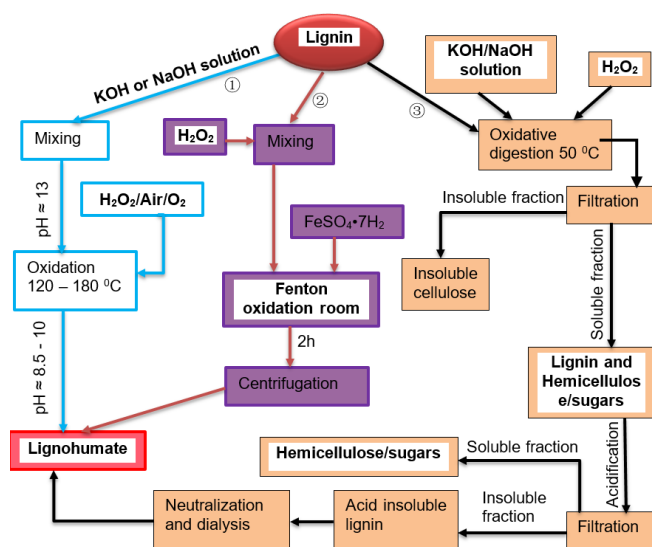 Lignin
KOH or NaOH solution
①
②
③
KOH/NaOH
solution
H₂O₂
Mixing
H₂O₂
Mixing
Oxidative
digestion 50 ⁰C
pH ≈ 13
H₂O₂/Air/O₂
Insoluble
fraction
Filtration
FeSO₄•7H₂
Oxidation
120 – 180 ⁰C
Insoluble
cellulose
Soluble fraction
Fenton
oxidation room
pH ≈ 8.5 - 10
2h
Centrifugation
Lignin and
Hemicellulos
e/sugars
Lignohumate
Hemicellulose/sugars
Soluble fraction
Acidification
Neutralization
and dialysis
Acid insoluble
lignin
Insoluble
fraction
Filtration